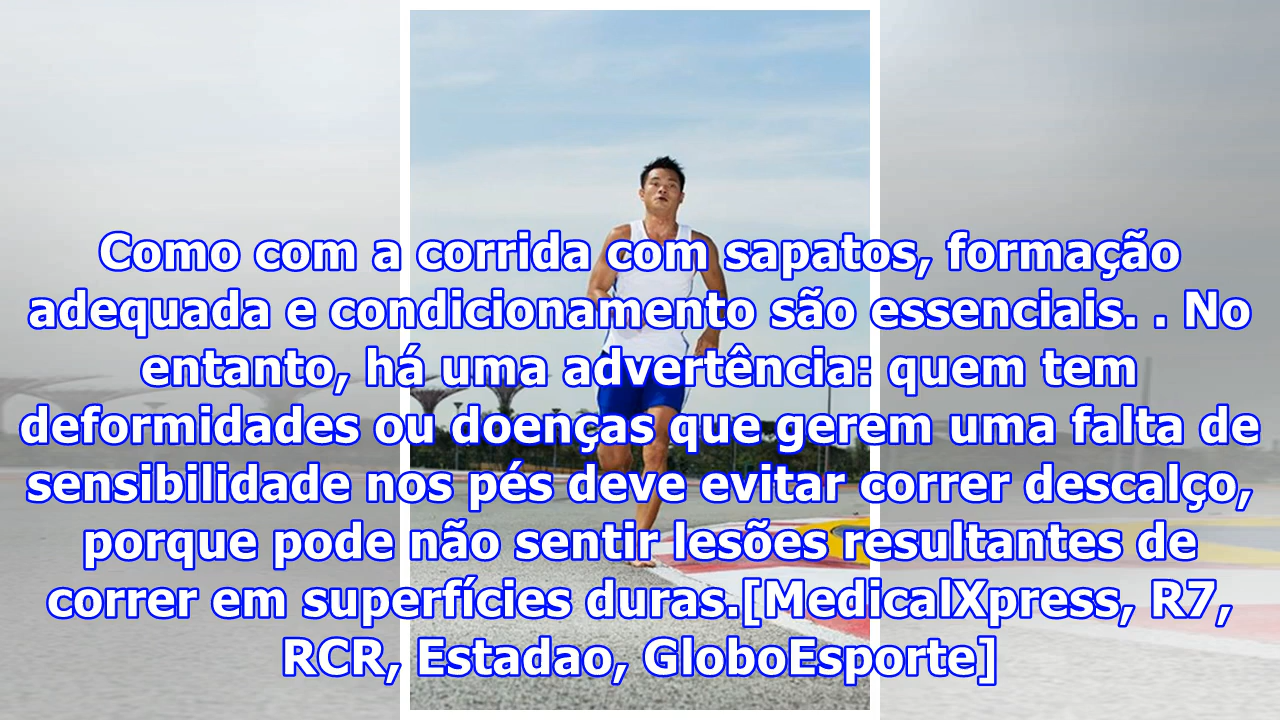 Como com a corrida com sapatos, formação
adequada e condicionamento são essenciais. . No
entanto, há uma advertência: quem tem
deformidades ou doenças que gerem uma falta de
sensibilidade nos pés deve evitar correr descalço,
porque pode não sentir lesões resultantes de
correr em superfícies duras.[MedicalXpress, R7,
RCR, Estadao, GloboEsporte]